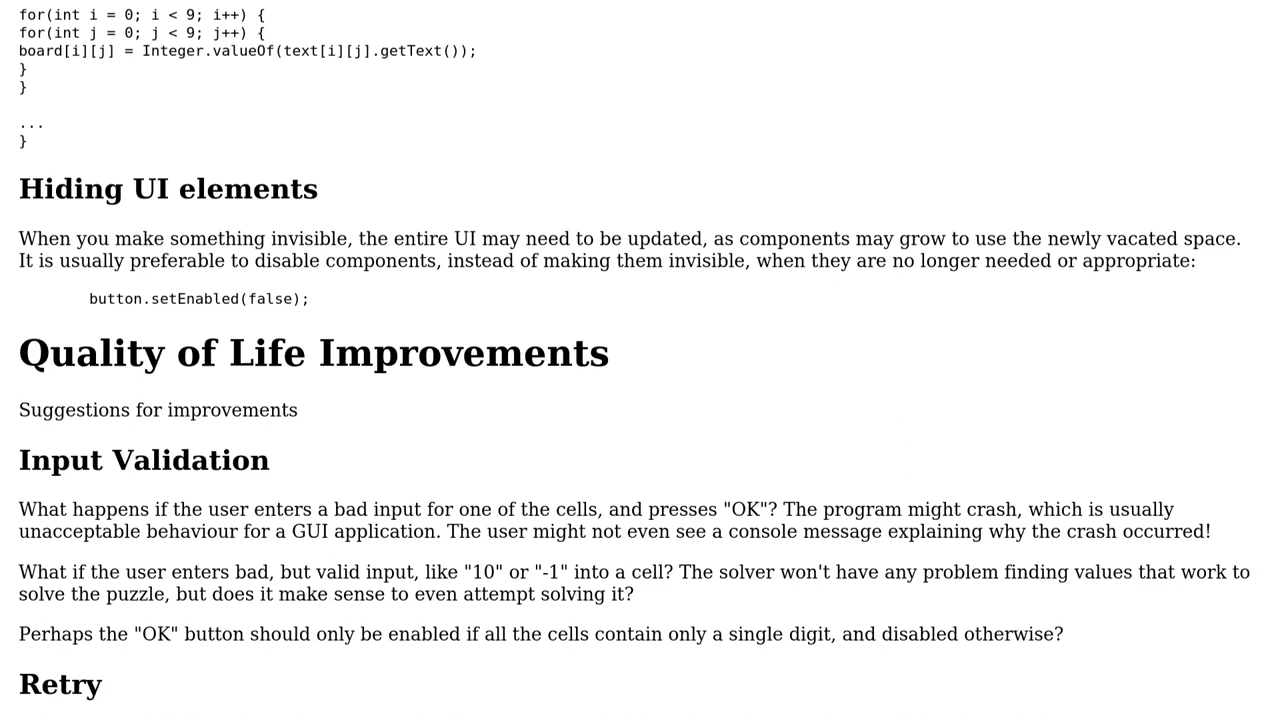 for(int i = 0; i < 9; i++) {
for(int j = 0; j < 9; j++) {
board[i][j] = Integer.valueOf(text[i][j].getText());
}
}
...
}
Hiding UI elements
When you make something invisible, the entire UI may need to be updated, as components may grow to use the newly vacated space.
It is usually preferable to disable components, instead of making them invisible, when they are no longer needed or appropriate:
button.setEnabled(false);
Quality of Life Improvements
Suggestions for improvements
Input Validation
What happens if the user enters a bad input for one of the cells, and presses "OK"? The program might crash, which is usually
unacceptable behaviour for a GUI application. The user might not even see a console message explaining why the crash occurred!
What if the user enters bad, but valid input, like "10" or "-1" into a cell? The solver won't have any problem finding values that work to
solve the puzzle, but does it make sense to even attempt solving it?
Perhaps the "OK" button should only be enabled if all the cells contain only a single digit, and disabled otherwise?
Retry